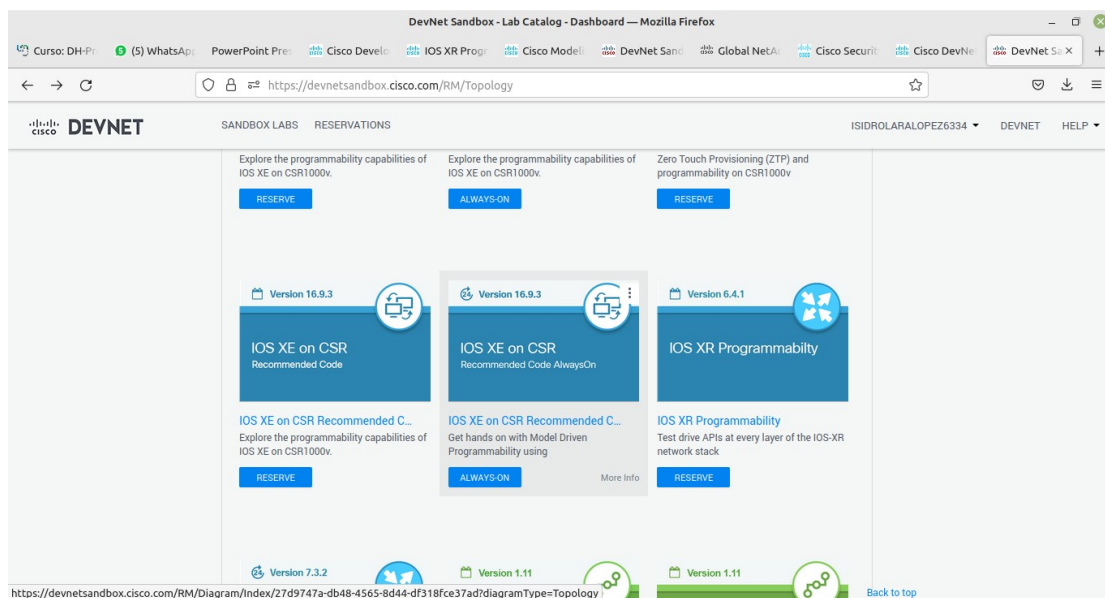 DevNet Sandbox - Lab Catalog - Dashboard — Mozilla Firefox
Curso: DH-Pr
(5) WhatsApp
PowerPoint Pres
Cisco Develo
IOS XR Progr
Cisco Modeli
DevNet Sand
Global NetA
Cisco Securit
Cisco DevNe
DevNet Sa
https://devnetsandbox.cisco.com/RM/Topology
cisco DEVNET
SANDBOX LABS
RESERVATIONS
ISIDROLARALOPEZ6334
DEVNET
HELP
Explore the programmability capabilities of
IOS XE on CSR1000v.
RESERVE
Explore the programmability capabilities of
IOS XE on CSR1000v.
ALWAYS-ON
Zero Touch Provisioning (ZTP) and
programmability on CSR1000v
RESERVE
Version 16.9.3
IOS XE on CSR
Recommended Code
IOS XE on CSR Recommended C...
Explore the programmability capabilities of
IOS XE on CSR1000v.
RESERVE
24 Version 16.9.3
IOS XE on CSR
Recommended Code AlwaysOn
IOS XE on CSR Recommended C...
Get hands on with Model Driven
Programmability using
ALWAYS-ON
More Info
Version 6.4.1
IOS XR Programmabilty
IOS XR Programmability
Test drive APIs at every layer of the IOS-XR
network stack
RESERVE
24 Version 7.3.2
Version 1.11
Version 1.11
https://devnetsandbox.cisco.com/RM/Diagram/Index/27d9747a-db48-4565-8d44-df318fce37ad?diagramType=Topology
Back to top